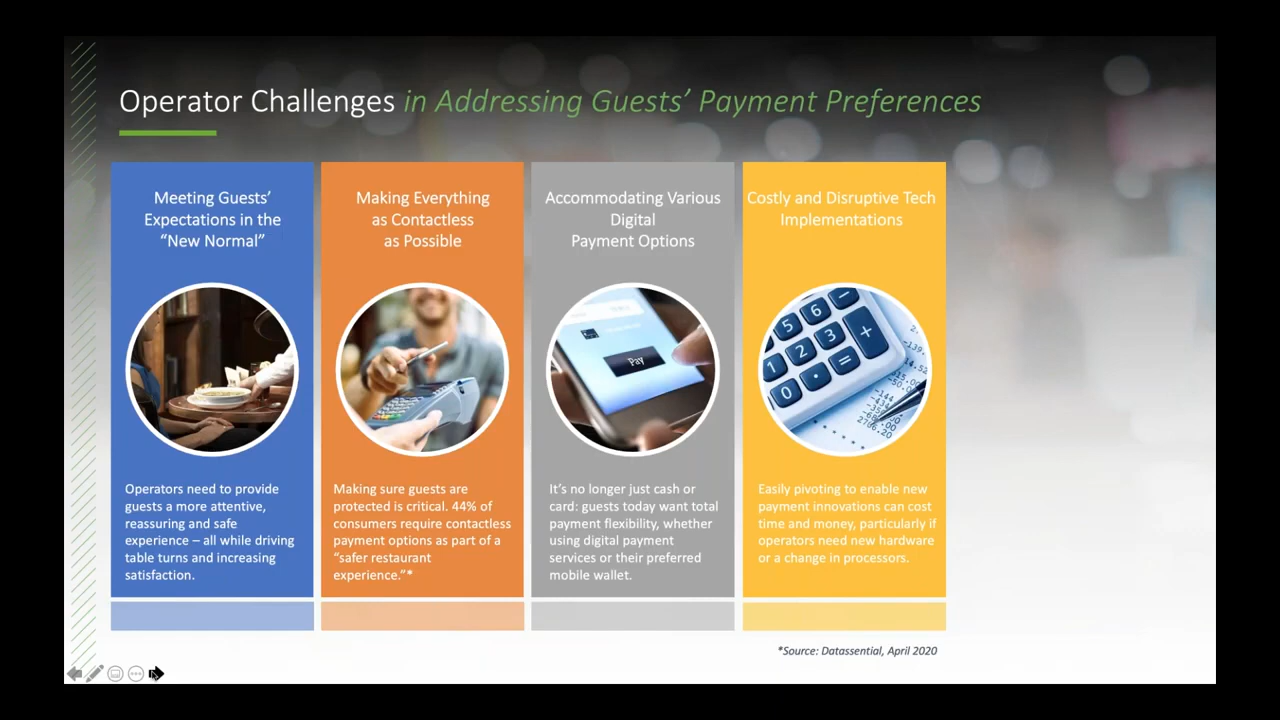 Operator Challenges in Addressing Guests’ Payment Preferences
Meeting Guests’
Expectations in the
“New Normal”
Operators need to provide
guests a more attentive,
reassuring and safe
experience – all while driving
table turns and increasing
satisfaction.
Making Everything
as Contactless
as Possible
Making sure guests are
protected is critical. 44% of
consumers require contactless
payment options as part of a
“safer restaurant
experience.”*
Accommodating Various
Digital
Payment Options
Pay
It’s no longer just cash or
card: guests today want total
payment flexibility, whether
using digital payment
services or their preferred
mobile wallet.
Costly and Disruptive Tech
Implementations
5 6 −
1 2 3 +
0 . =
Easily pivoting to enable new
payment innovations can cost
time and money, particularly if
operators need new hardware
or a change in processors.
*Source: Datassential, April 2020